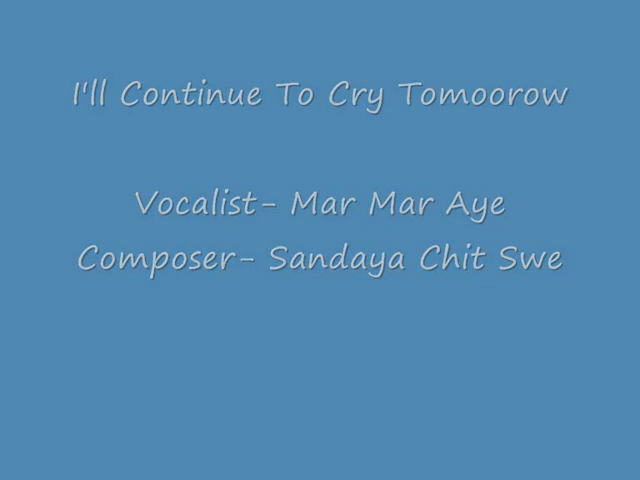 I'll Continue To Cry Tomoorow
Vocalist- Mar Mar Aye
Composer- Sandaya Chit Swe